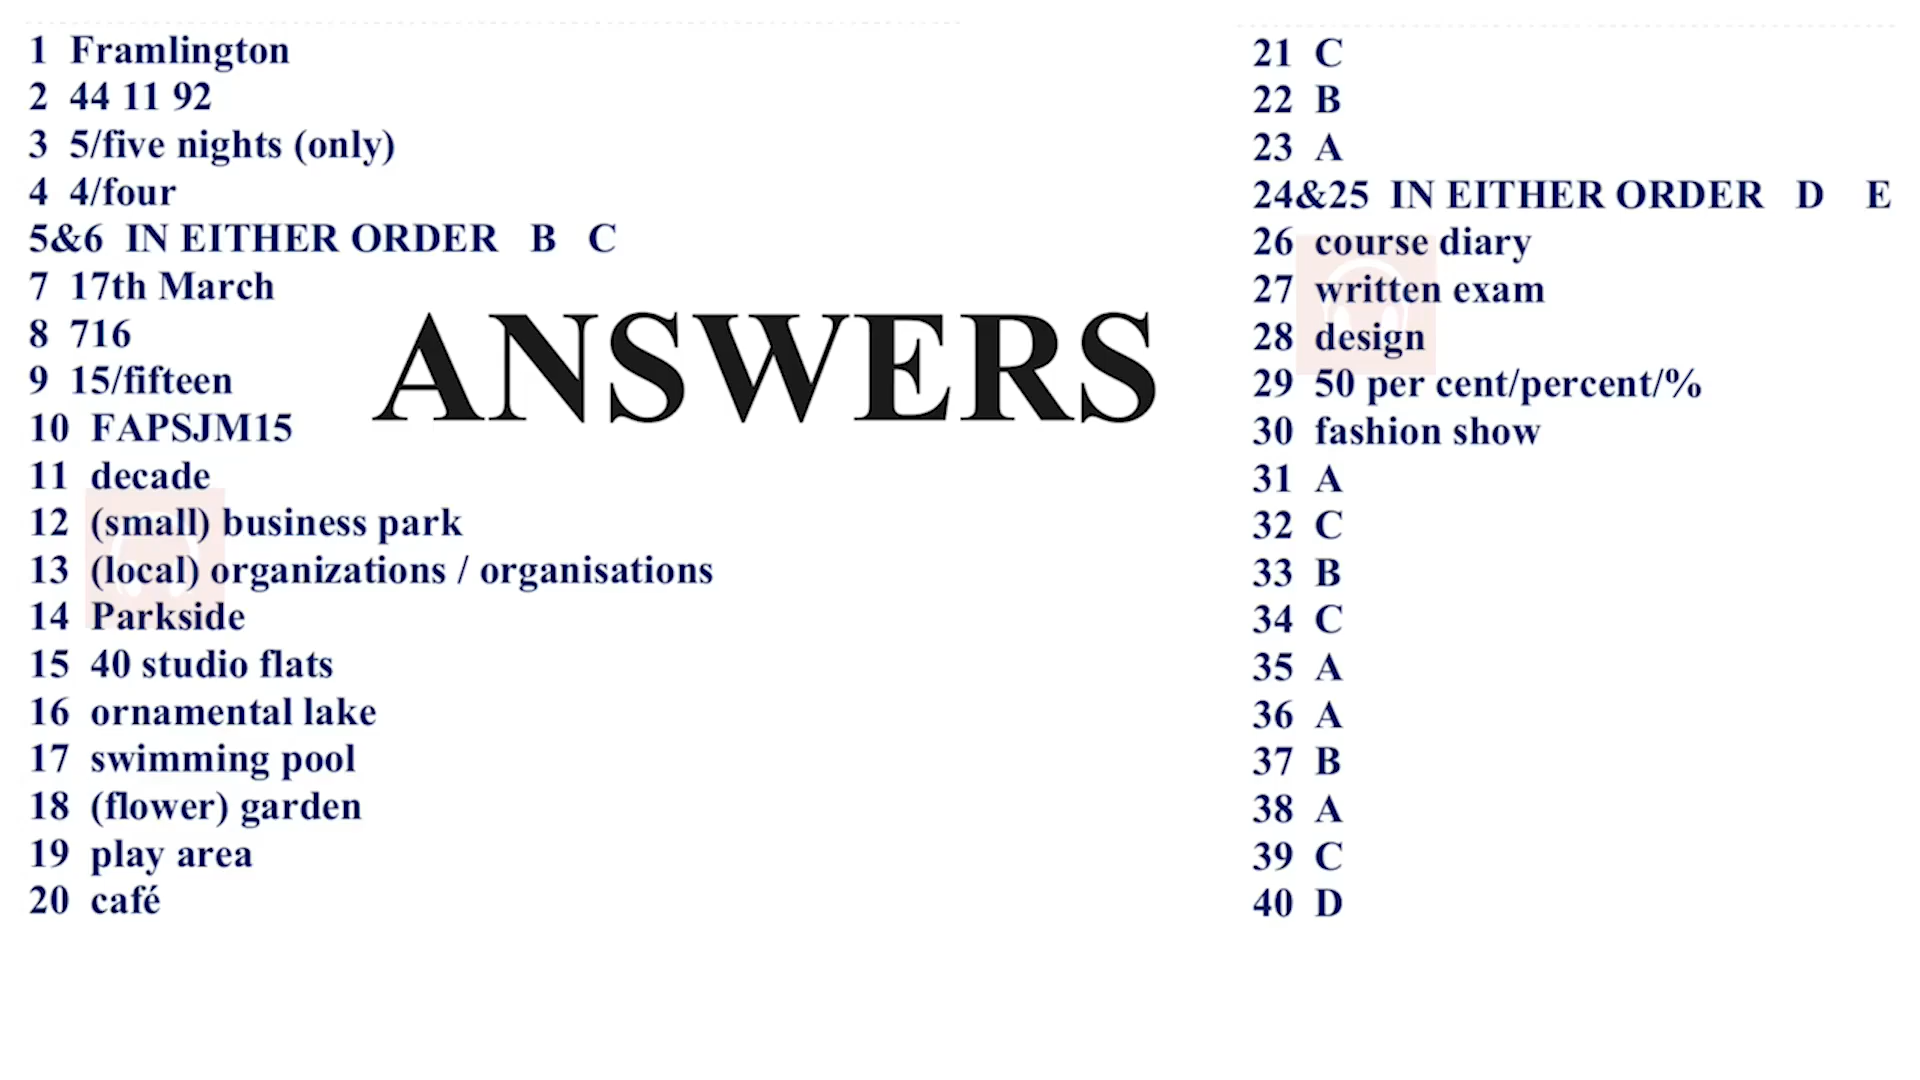 1 Framlington
2 44 11 92
3 5/five nights (only)
4 4/four
5&6 IN EITHER ORDER B C
7 17th March
8 716
9 15/fifteen
10 FAPSJM15
11 decade
12 (small) business park
13 (local) organizations / organisations
14 Parkside
15 40 studio flats
16 ornamental lake
17 swimming pool
18 (flower) garden
19 play area
20 café
ANSWERS
21 C
22 B
23 A
24&25 IN EITHER ORDER D E
26 course diary
27 written exam
28 design
29 50 per cent/percent/%
30 fashion show
31 A
32 C
33 B
34 C
35 A
36 A
37 B
38 A
39 C
40 D